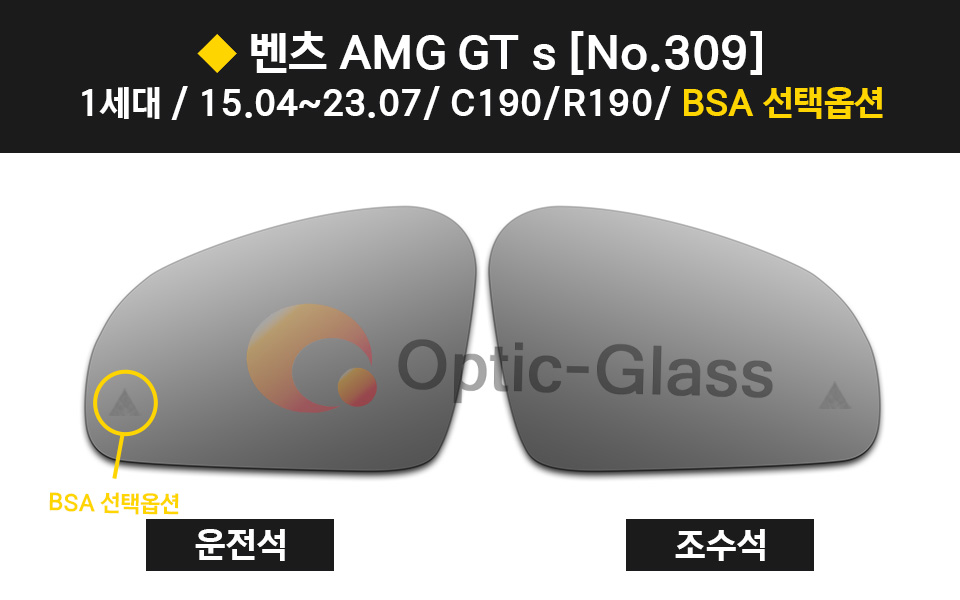 ◆ 벤츠 AMG GT s [No.309]
1세대 / 15.04~23.07/ C190/R190/ BSA 선택옵션
Optic-Glass
BSA 선택옵션
운전석
조수석